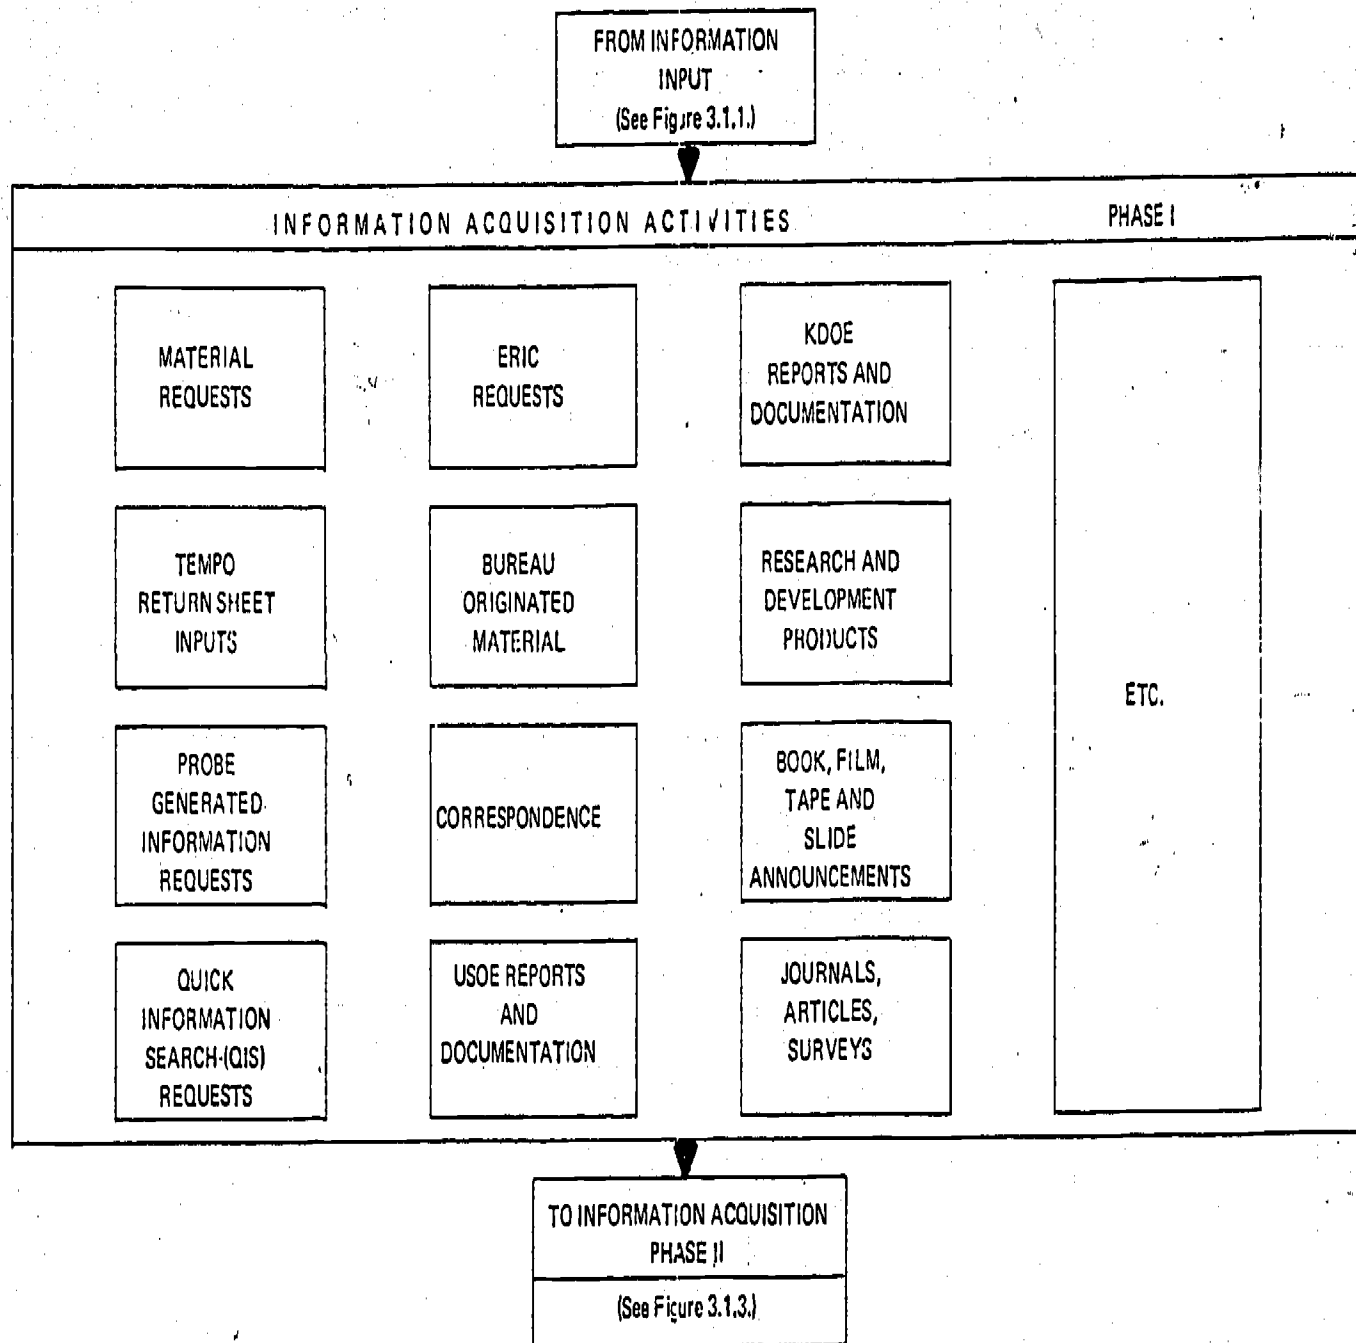 FROM INFORMATION
INPUT
(See Figure 3.1.1.)
INFORMATION ACQUISITION ACTIVITIES
PHASE I
MATERIAL
REQUESTS
ERIC
REQUESTS
KDOE
REPORTS AND
DOCUMENTATION
TEMPO
RETURN SHEET
INPUTS
BUREAU
ORIGINATED
MATERIAL
RESEARCH AND
DEVELOPMENT
PRODUCTS
ETC.
PROBE
GENERATED
INFORMATION
REQUESTS
CORRESPONDENCE
BOOK, FILM,
TAPE AND
SLIDE
ANNOUNCEMENTS
QUICK
INFORMATION
SEARCH-(QIS)
REQUESTS
USOE REPORTS
AND
DOCUMENTATION
JOURNALS,
ARTICLES,
SURVEYS
TO INFORMATION ACQUISITION
PHASE II
(See Figure 3.1.3.)